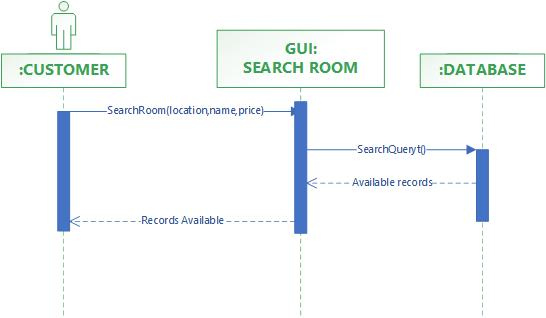 :CUSTOMER
GUI:
SEARCH ROOM
:DATABASE
SearchRoom(location,name,price)
SearchQueryt()
Available records
Records Available